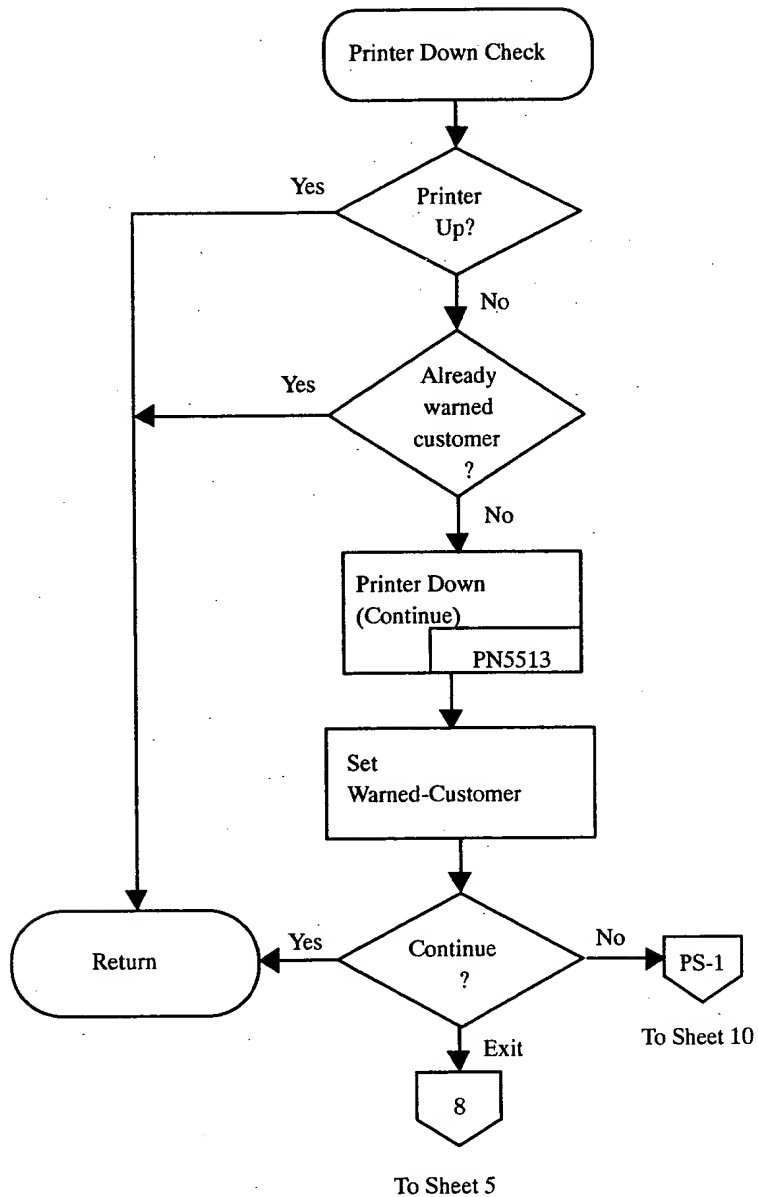 Printer Down Check
Yes
Printer
Up?
No
Yes
Already
warned
customer
?
No
Printer Down
(Continue)
PN5513
Set
Warned-Customer
Return
Yes
Continue
?
No
PS-1
To Sheet 10
Exit
8
To Sheet 5